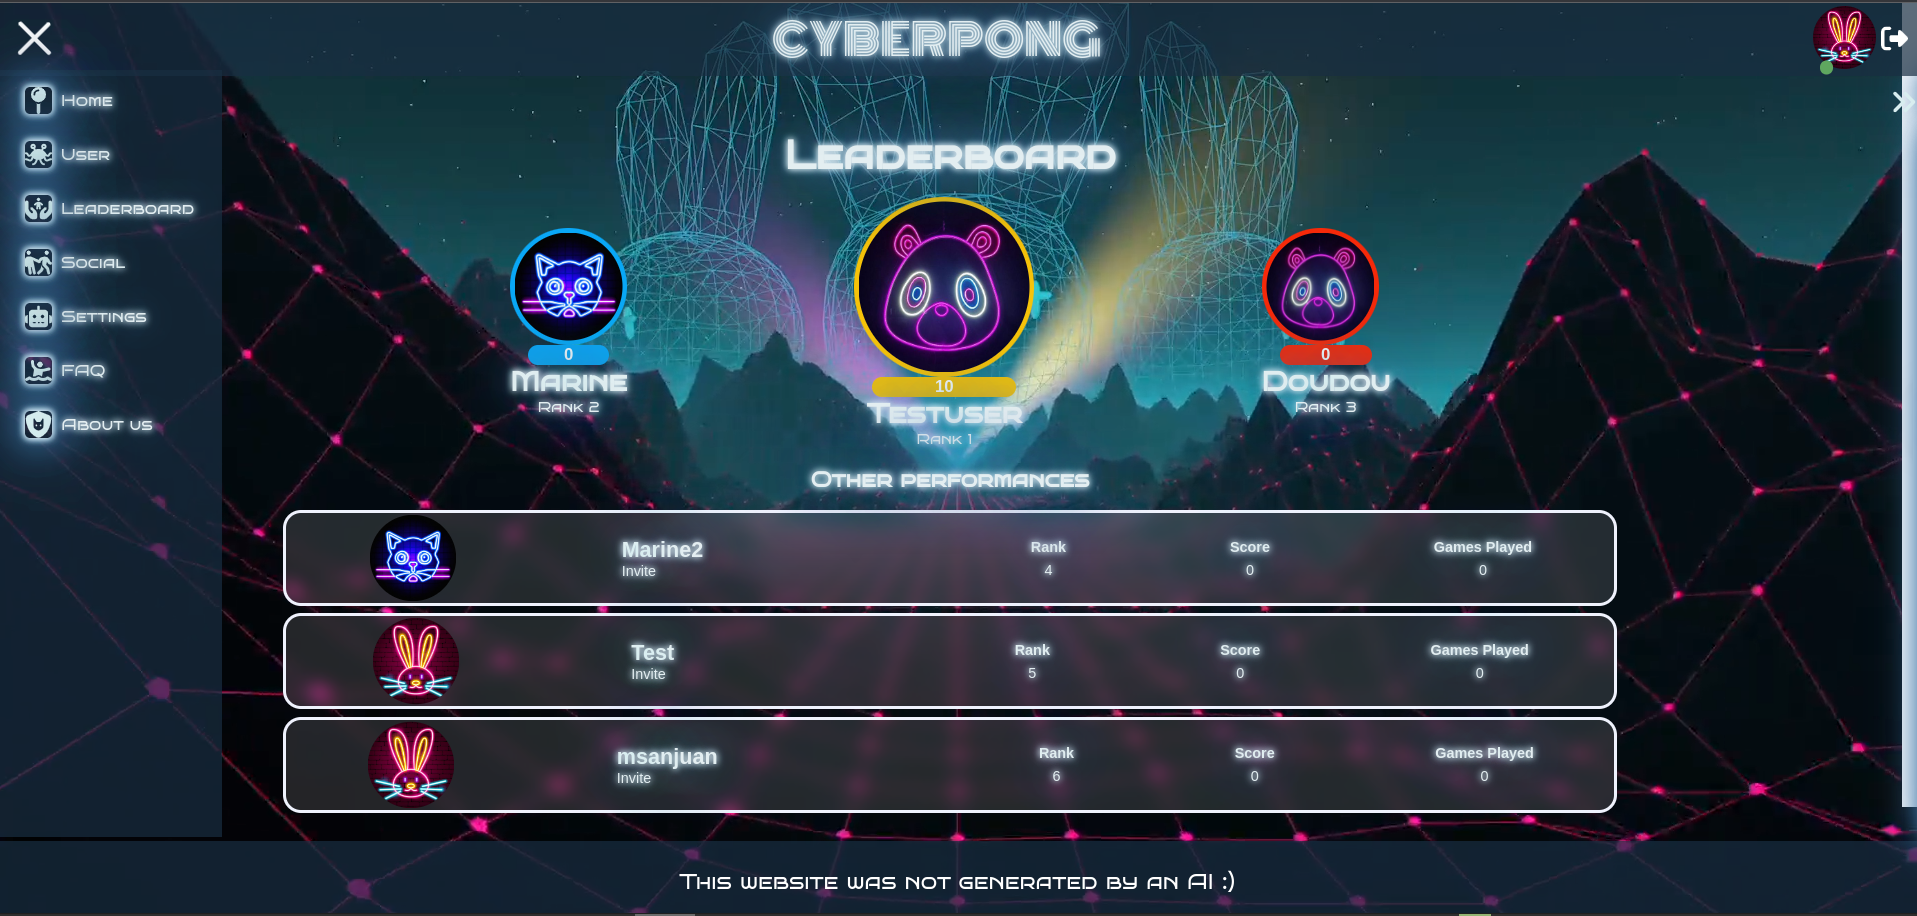 CYBERPONG
Home
User
Leaderboard
Social
Settings
FAQ
About us
Leaderboard
0
Marine
Rank 2
10
Testuser
Rank 1
0
Doudou
Rank 3
Other performances
Marine2
Invite
Rank
4
Score
0
Games Played
0
Test
Invite
Rank
5
Score
0
Games Played
0
msanjuan
Invite
Rank
6
Score
0
Games Played
0
This website was not generated by an AI :)